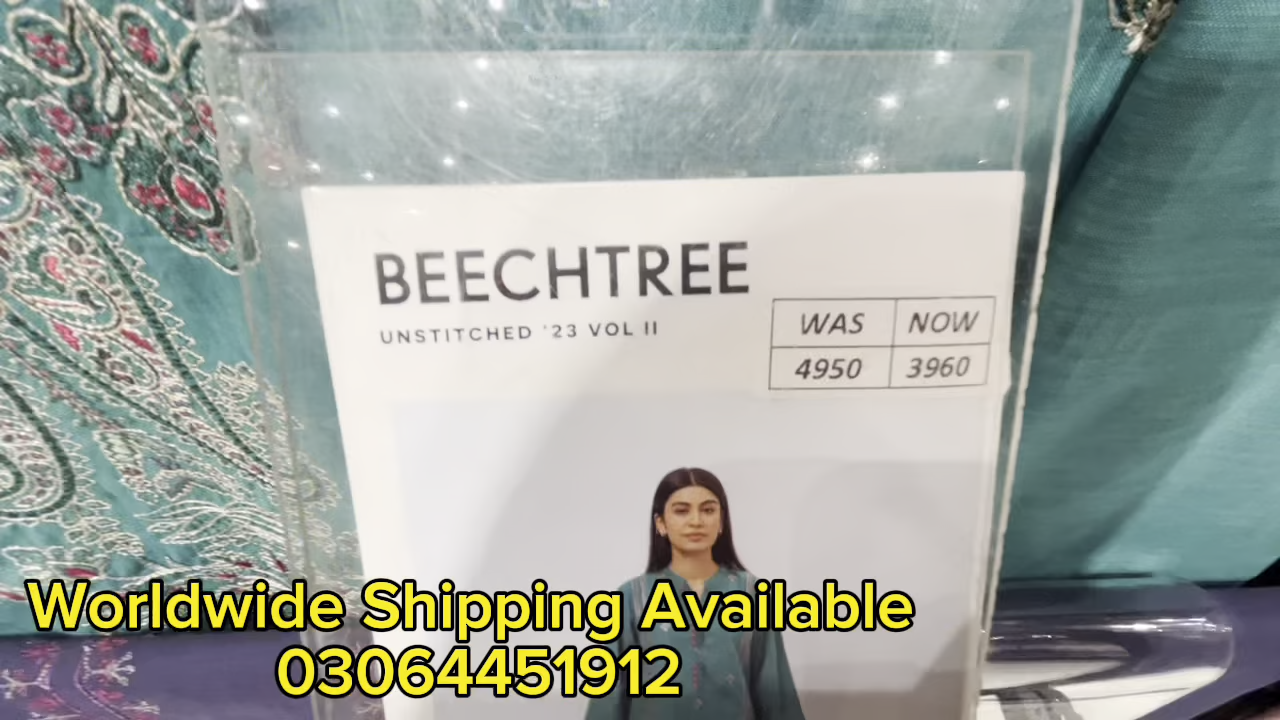 BEECHTREE
UNSTITCHED '23 VOL II
WAS NOW
4950 3960
Worldwide Shipping Available
03064451912